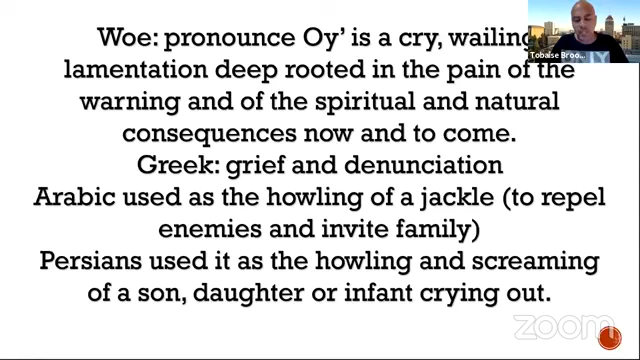 Woe: pronounce Oy' is a cry, wailing
lamentation deep rooted in the pain of the
warning and of the spiritual and natural
consequences now and to come.
Greek: grief and denunciation
Arabic used as the howling of a jackle (to repel
enemies and invite family)
Persians used it as the howling and screaming
of a son, daughter or infant crying out.
Tobaise Broo...
zoom